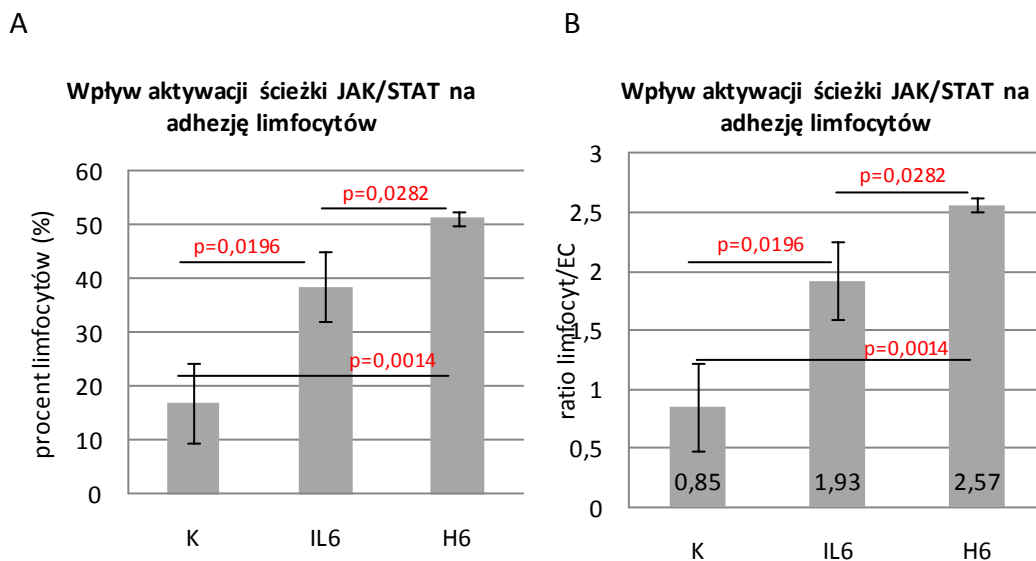 A
Wpływ aktywacji ścieżki JAK/STAT na
adhezję limfocytów
procent limfocytów (%)
60
50
40
30
20
10
0
p=0,0282
p=0,0196
p=0,0014
K IL6 H6
B
Wpływ aktywacji ścieżki JAK/STAT na
adhezję limfocytów
ratio limfocyt/EC
3
2,5
2
1,5
1
0,5
0
p=0,0282
p=0,0196
p=0,0014
0,85 1,93 2,57
K IL6 H6